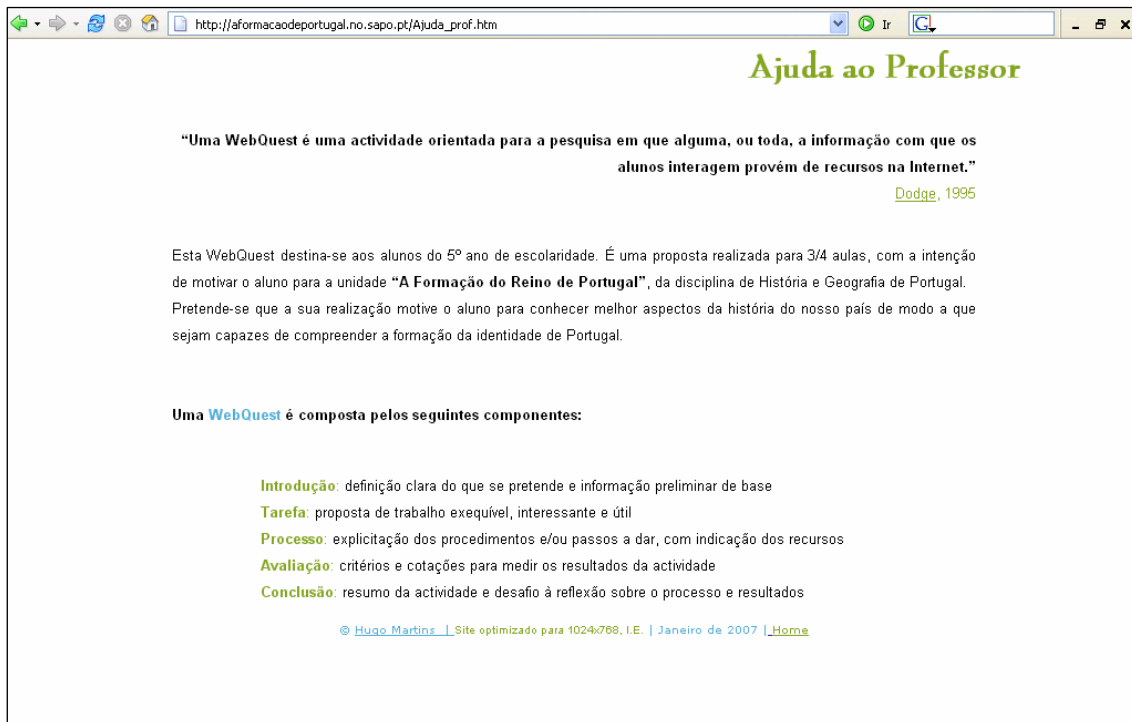 http://aformacaodeportugal.no.sapo.pt/Ajuda_prof.htm Ir
Ajuda ao Professor
“Uma WebQuest é uma actividade orientada para a pesquisa em que alguma, ou toda, a informação com que os
alunos interagem provém de recursos na Internet.”
Dodge, 1995
Esta WebQuest destina-se aos alunos do 5º ano de escolaridade. É uma proposta realizada para 3/4 aulas, com a intenção
de motivar o aluno para a unidade “A Formação do Reino de Portugal”, da disciplina de História e Geografia de Portugal.
Pretende-se que a sua realização motive o aluno para conhecer melhor aspectos da história do nosso país de modo a que
sejam capazes de compreender a formação da identidade de Portugal.
Uma WebQuest é composta pelos seguintes componentes:
Introdução: definição clara do que se pretende e informação preliminar de base
Tarefa: proposta de trabalho exequível, interessante e útil
Processo: explicitação dos procedimentos e/ou passos a dar, com indicação dos recursos
Avaliação: critérios e cotações para medir os resultados da actividade
Conclusão: resumo da actividade e desafio à reflexão sobre o processo e resultados
© Hugo Martins | Site optimizado para 1024x768, I.E. | Janeiro de 2007 | Home